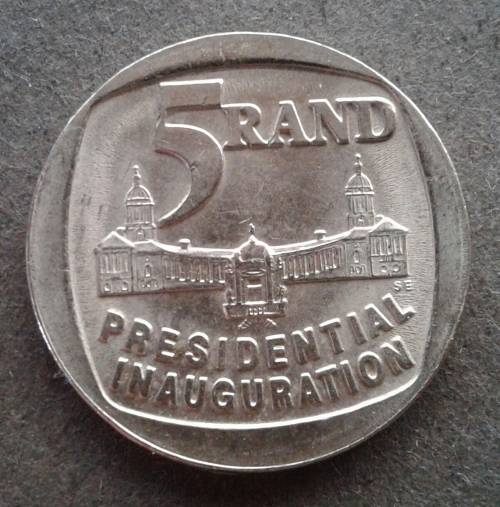 5 RAND
SE
PRESIDENTIAL
INAUGURATION